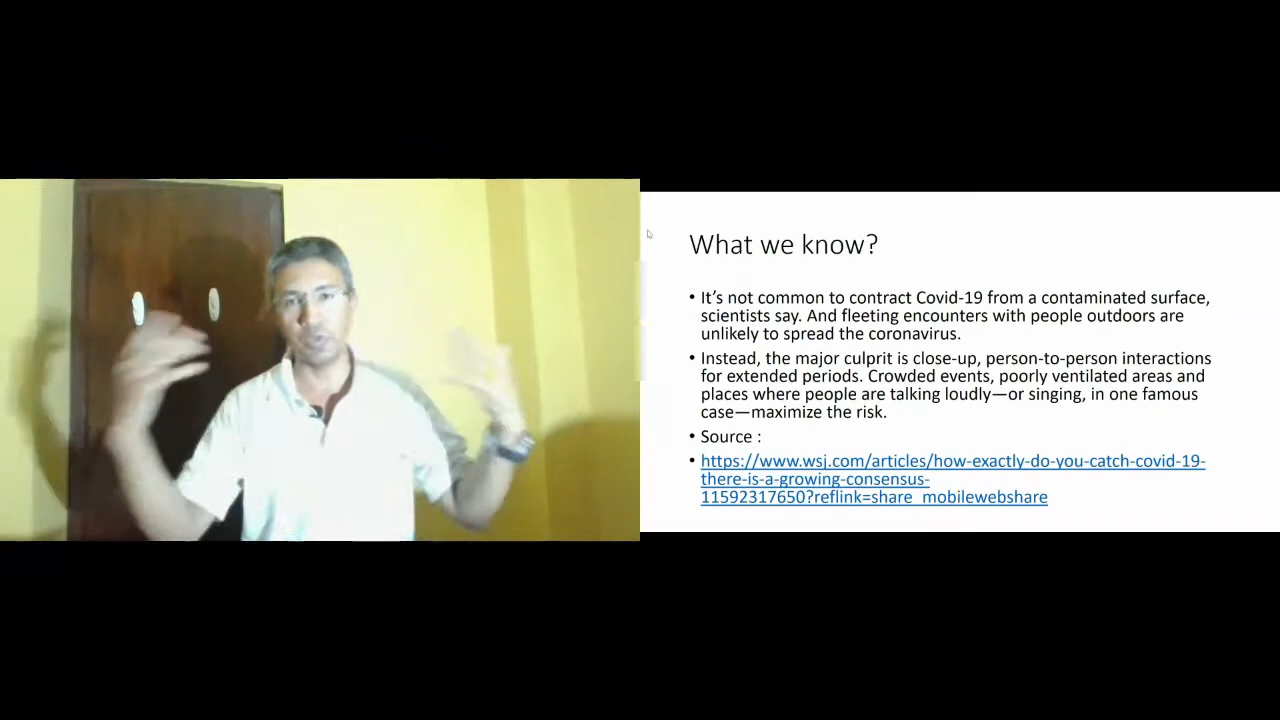 What we know?
• It’s not common to contract Covid-19 from a contaminated surface,
scientists say. And fleeting encounters with people outdoors are
unlikely to spread the coronavirus.
• Instead, the major culprit is close-up, person-to-person interactions
for extended periods. Crowded events, poorly ventilated areas and
places where people are talking loudly—or singing, in one famous
case—maximize the risk.
• Source :
• https://www.wsj.com/articles/how-exactly-do-you-catch-covid-19-
there-is-a-growing-consensus-
11592317650?reflink=share_mobilewebshare